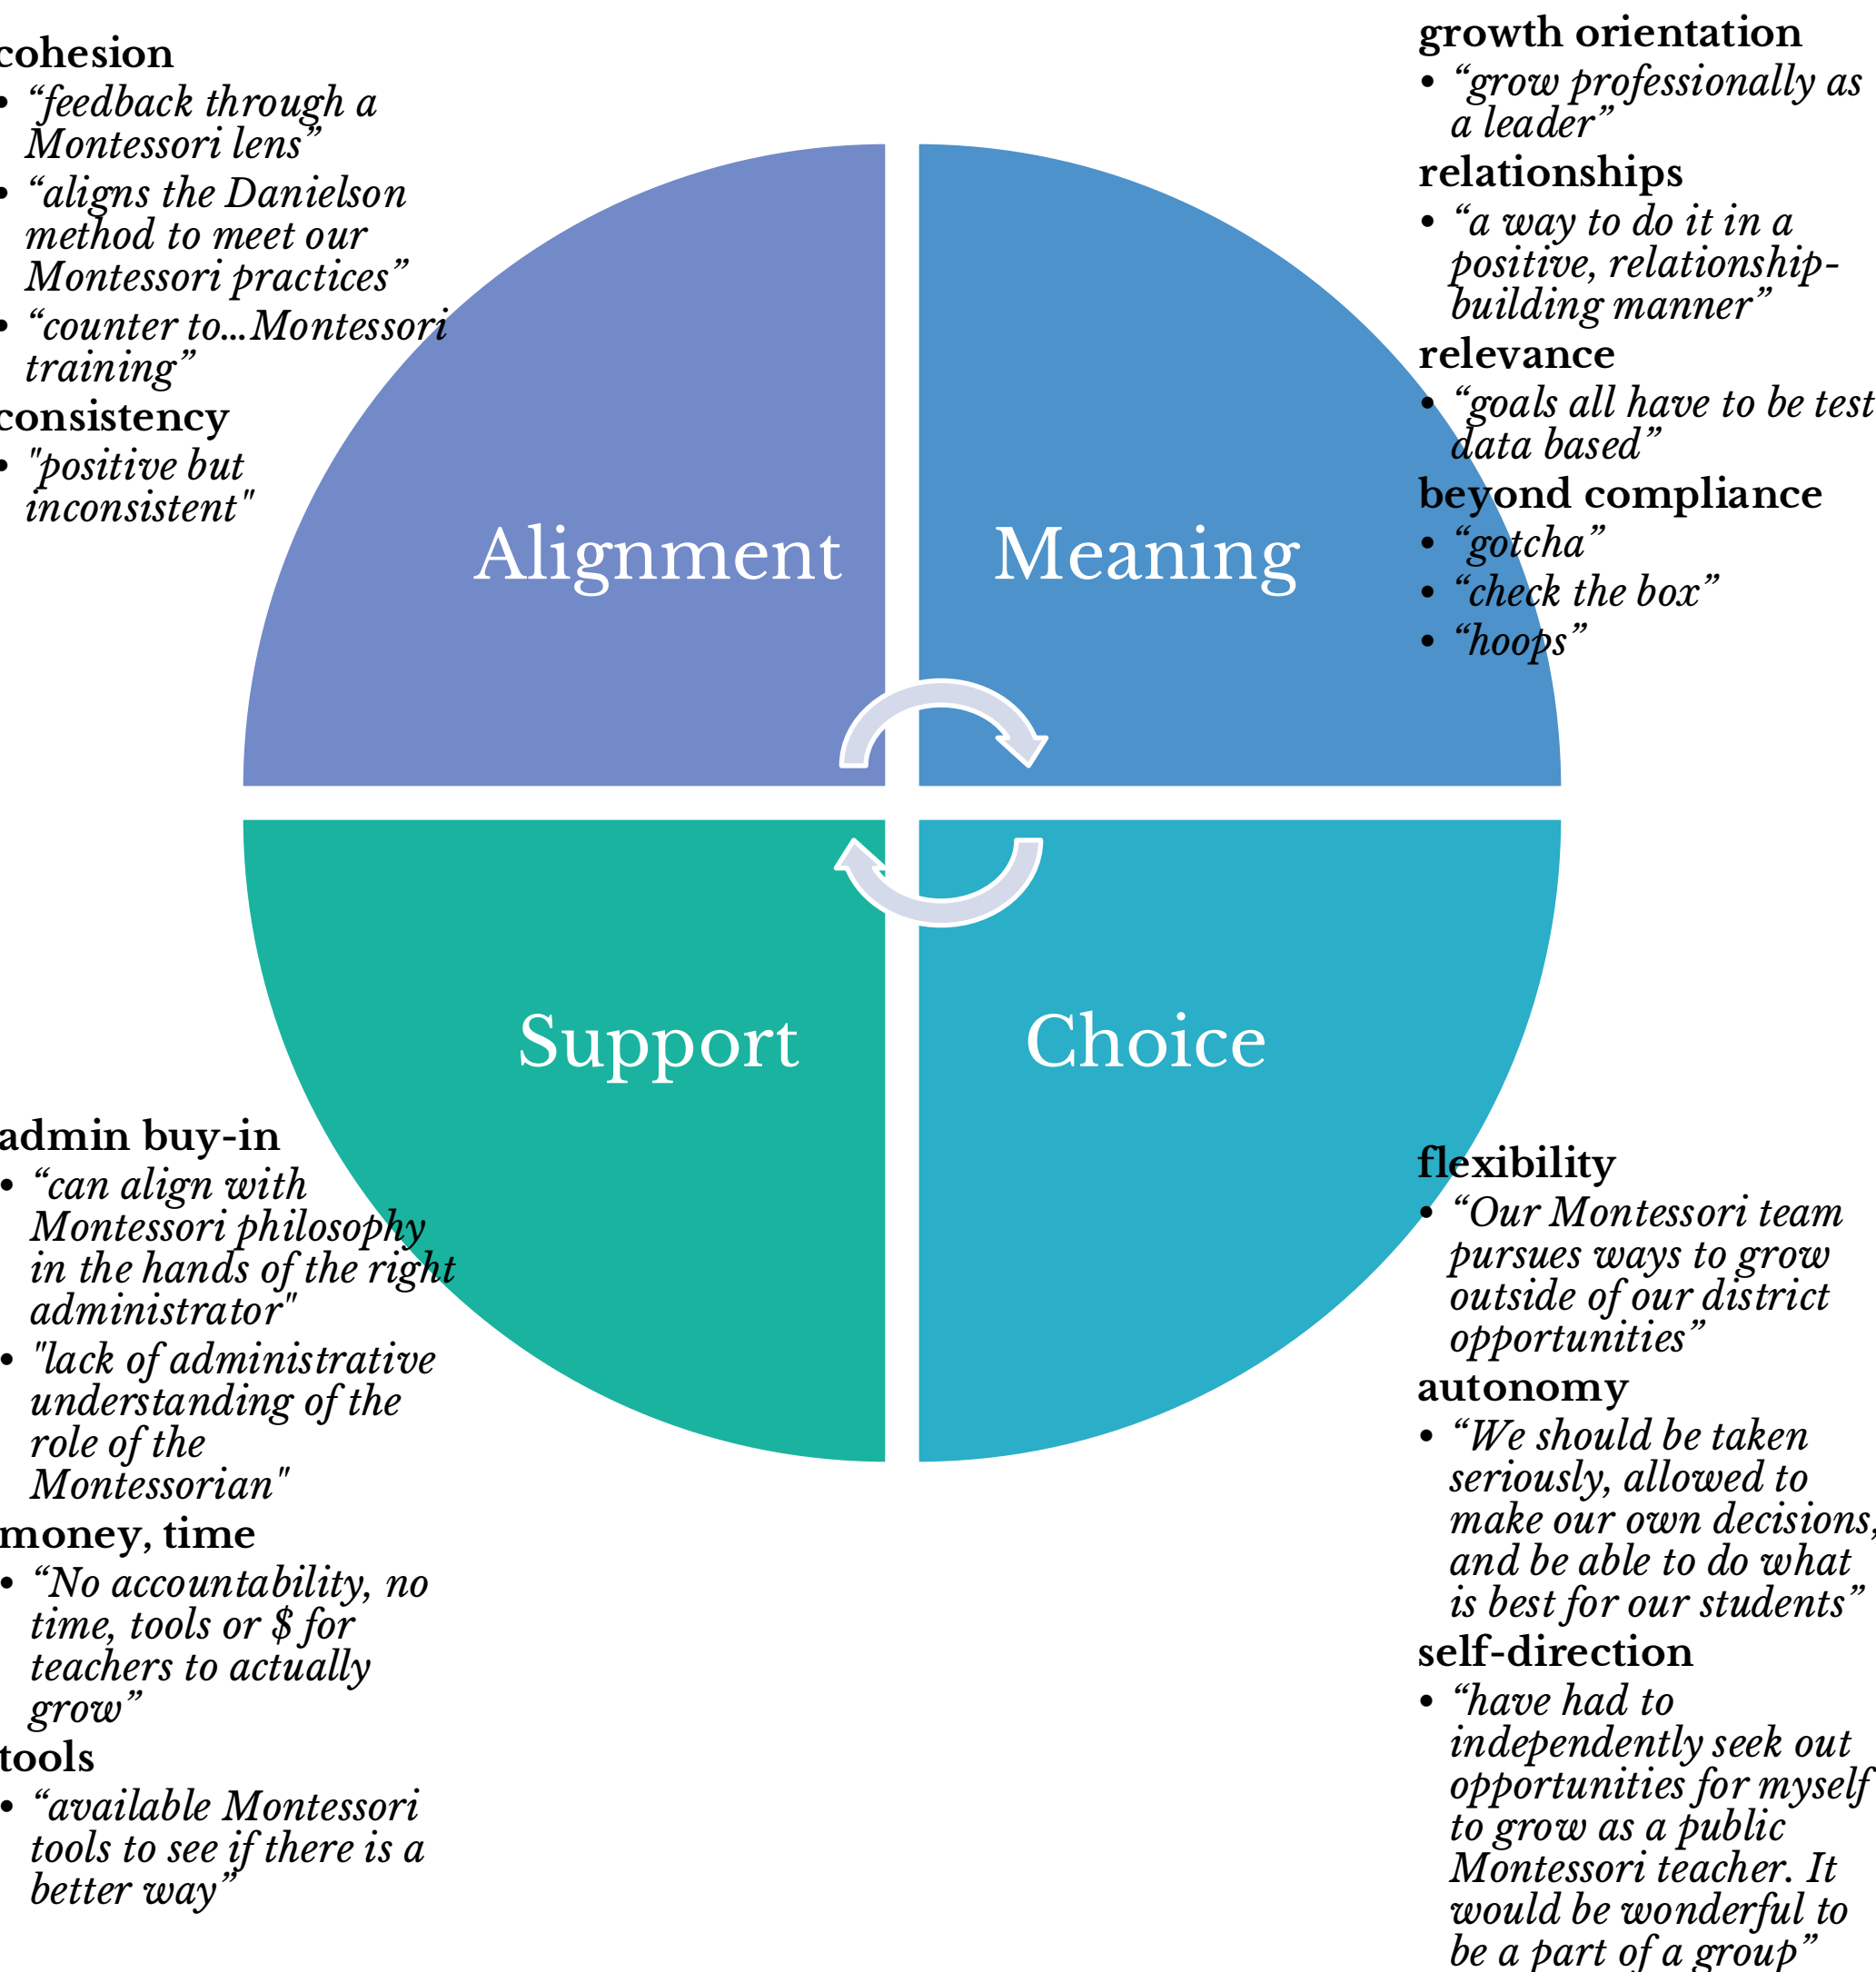 cohesion
• “feedback through a
Montessori lens”
• “aligns the Danielson
method to meet our
Montessori practices”
• “counter to...Montessori
training”
consistency
• "positive but
inconsistent"
growth orientation
• “grow professionally as
a leader”
relationships
• “a way to do it in a
positive, relationship-
building manner”
relevance
• “goals all have to be test
data based”
beyond compliance
• “gotcha”
• “check the box”
• “hoops”
Alignment
Meaning
Support
Choice
admin buy-in
• “can align with
Montessori philosophy
in the hands of the right
administrator"
• "lack of administrative
understanding of the
role of the
Montessorian"
money, time
• “No accountability, no
time, tools or $ for
teachers to actually
grow”
tools
• “available Montessori
tools to see if there is a
better way”
flexibility
• “Our Montessori team
pursues ways to grow
outside of our district
opportunities”
autonomy
• “We should be taken
seriously, allowed to
make our own decisions,
and be able to do what
is best for our students”
self-direction
• “have had to
independently seek out
opportunities for myself
to grow as a public
Montessori teacher. It
would be wonderful to
be a part of a group”